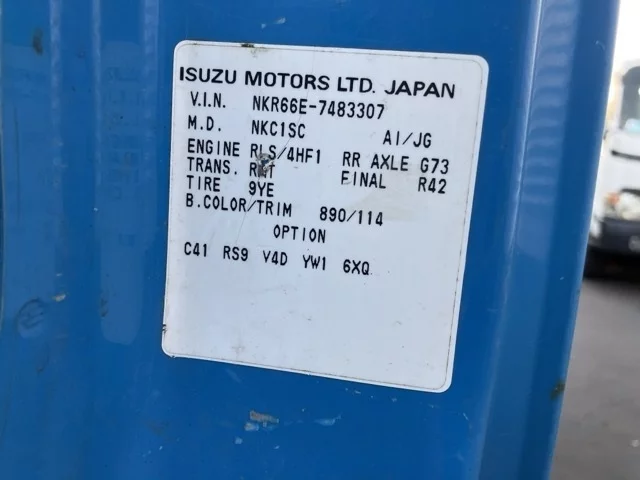 ISUZU MOTORS LTD. JAPAN
V.I.N. NKR66E-7483307
M.D. NKC1SC AI/JG
ENGINE RLS/4HF1 RR AXLE G73
TRANS. FINAL R42
TIRE 9YE
B.COLOR/TRIM 890/114
OPTION
C41 RS9 V4D YW1 6XQ